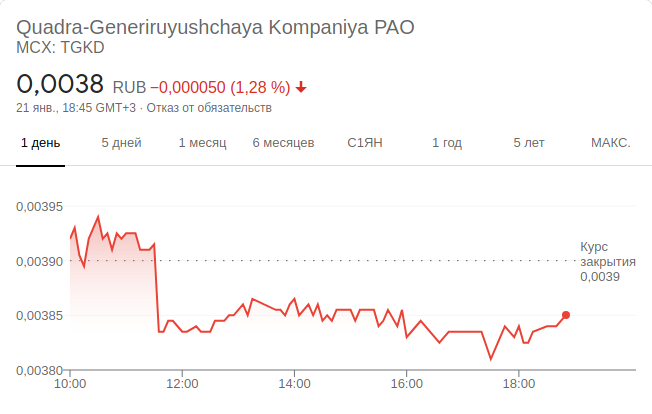 Quadra-Generiruyushchaya Kompaniya PAO
MCX: TGKD
0,0038 RUB −0,000050 (1,28 %)
21 янв., 18:45 GMT+3 · Отказ от обязательств
1 день 5 дней 1 месяц 6 месяцев С1ЯН 1 год 5 лет МАКС.
0,00395
0,00390
0,00385
0,00380
Курс
закрытия
0,0039
10:00 12:00 14:00 16:00 18:00